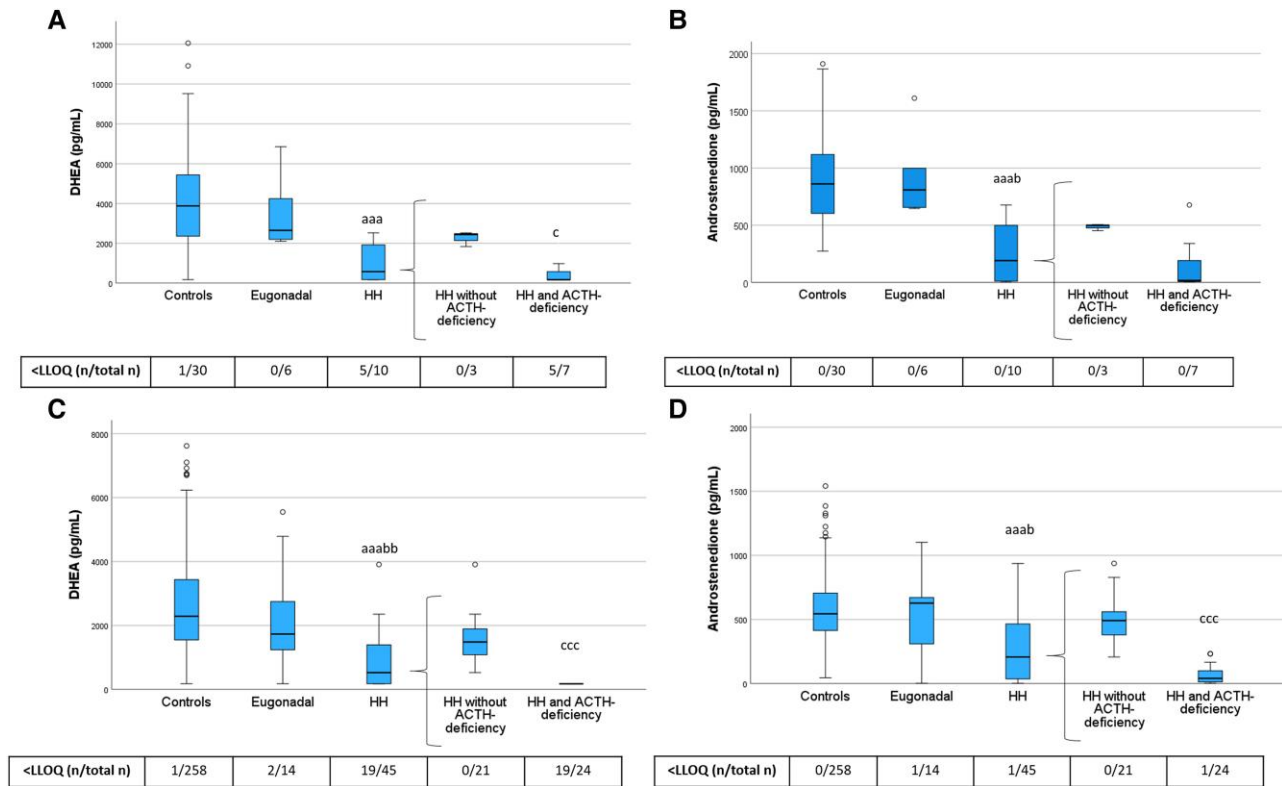 A
DHEA (pg/mL)
12000
10000
8000
6000
4000
2000
0
aaa
c
Controls
Eugonadal
HH
HH without
ACTH-
deficiency
HH and ACTH-
deficiency
<LLOQ (n/total n) 1/30 0/6 5/10 0/3 5/7
B
Androstenedione (pg/mL)
2000
1500
1000
500
0
aaab
Controls
Eugonadal
HH
HH without
ACTH-
deficiency
HH and ACTH-
deficiency
<LLOQ (n/total n) 0/30 0/6 0/10 0/3 0/7
C
DHEA (pg/mL)
8000
6000
4000
2000
0
aaabb
ccc
Controls
Eugonadal
HH
HH without
ACTH-
deficiency
HH and ACTH-
deficiency
<LLOQ (n/total n) 1/258 2/14 19/45 0/21 19/24
D
Androstenedione (pg/mL)
2000
1500
1000
500
0
aaab
ccc
Controls
Eugonadal
HH
HH without
ACTH-
deficiency
HH and ACTH-
deficiency
<LLOQ (n/total n) 0/258 1/14 1/45 0/21 1/24